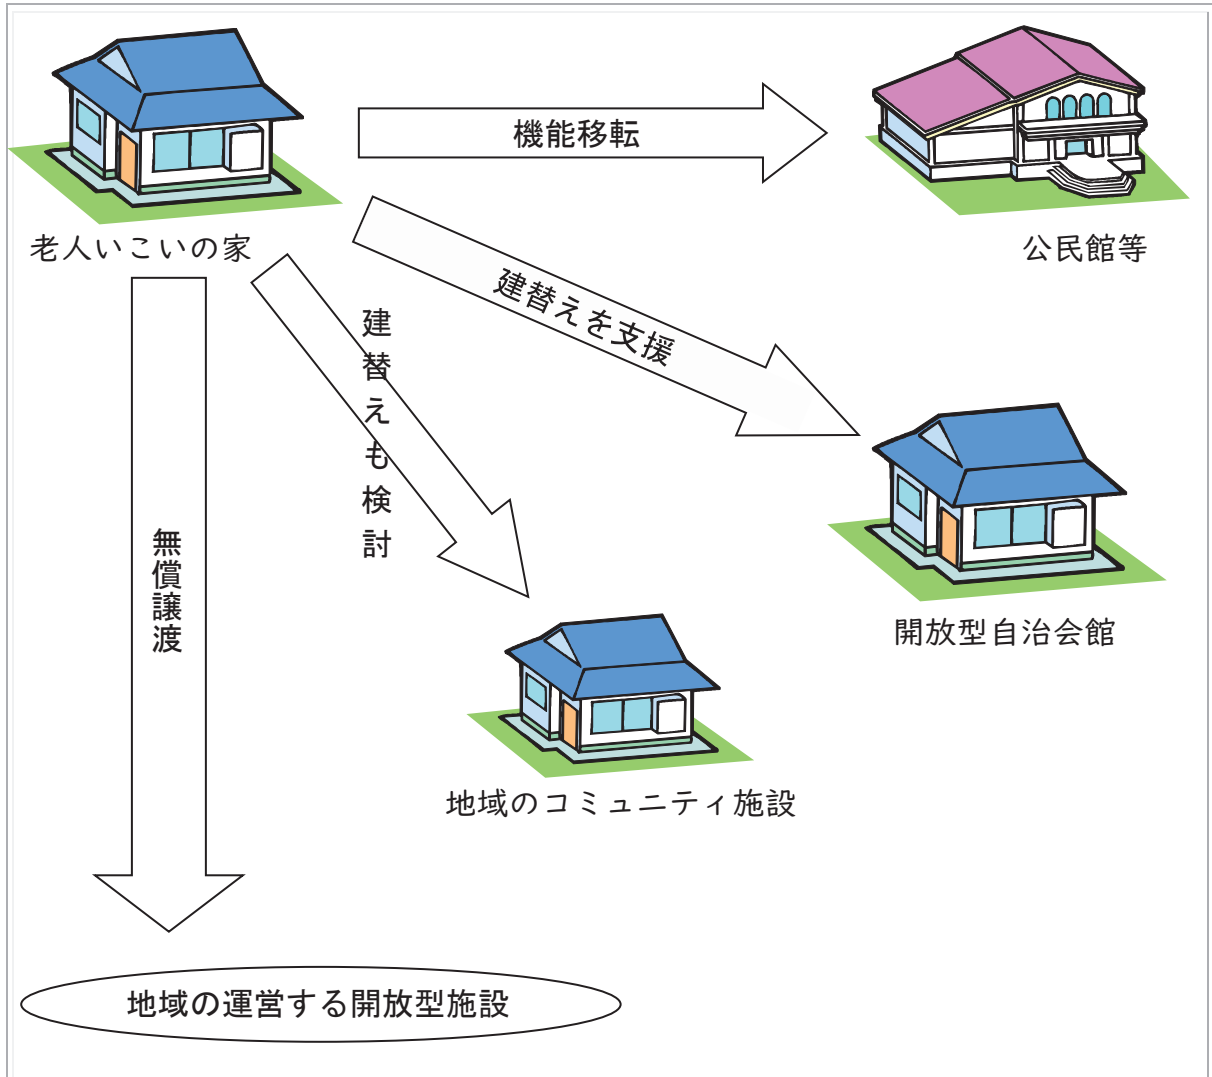 機能移転
老人いこいの家
公民館等
建替えを支援
建替えも検討
無償譲渡
開放型自治会館
地域のコミュニティ施設
地域の運営する開放型施設